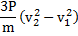 3P/m (v₂² − v₁²)